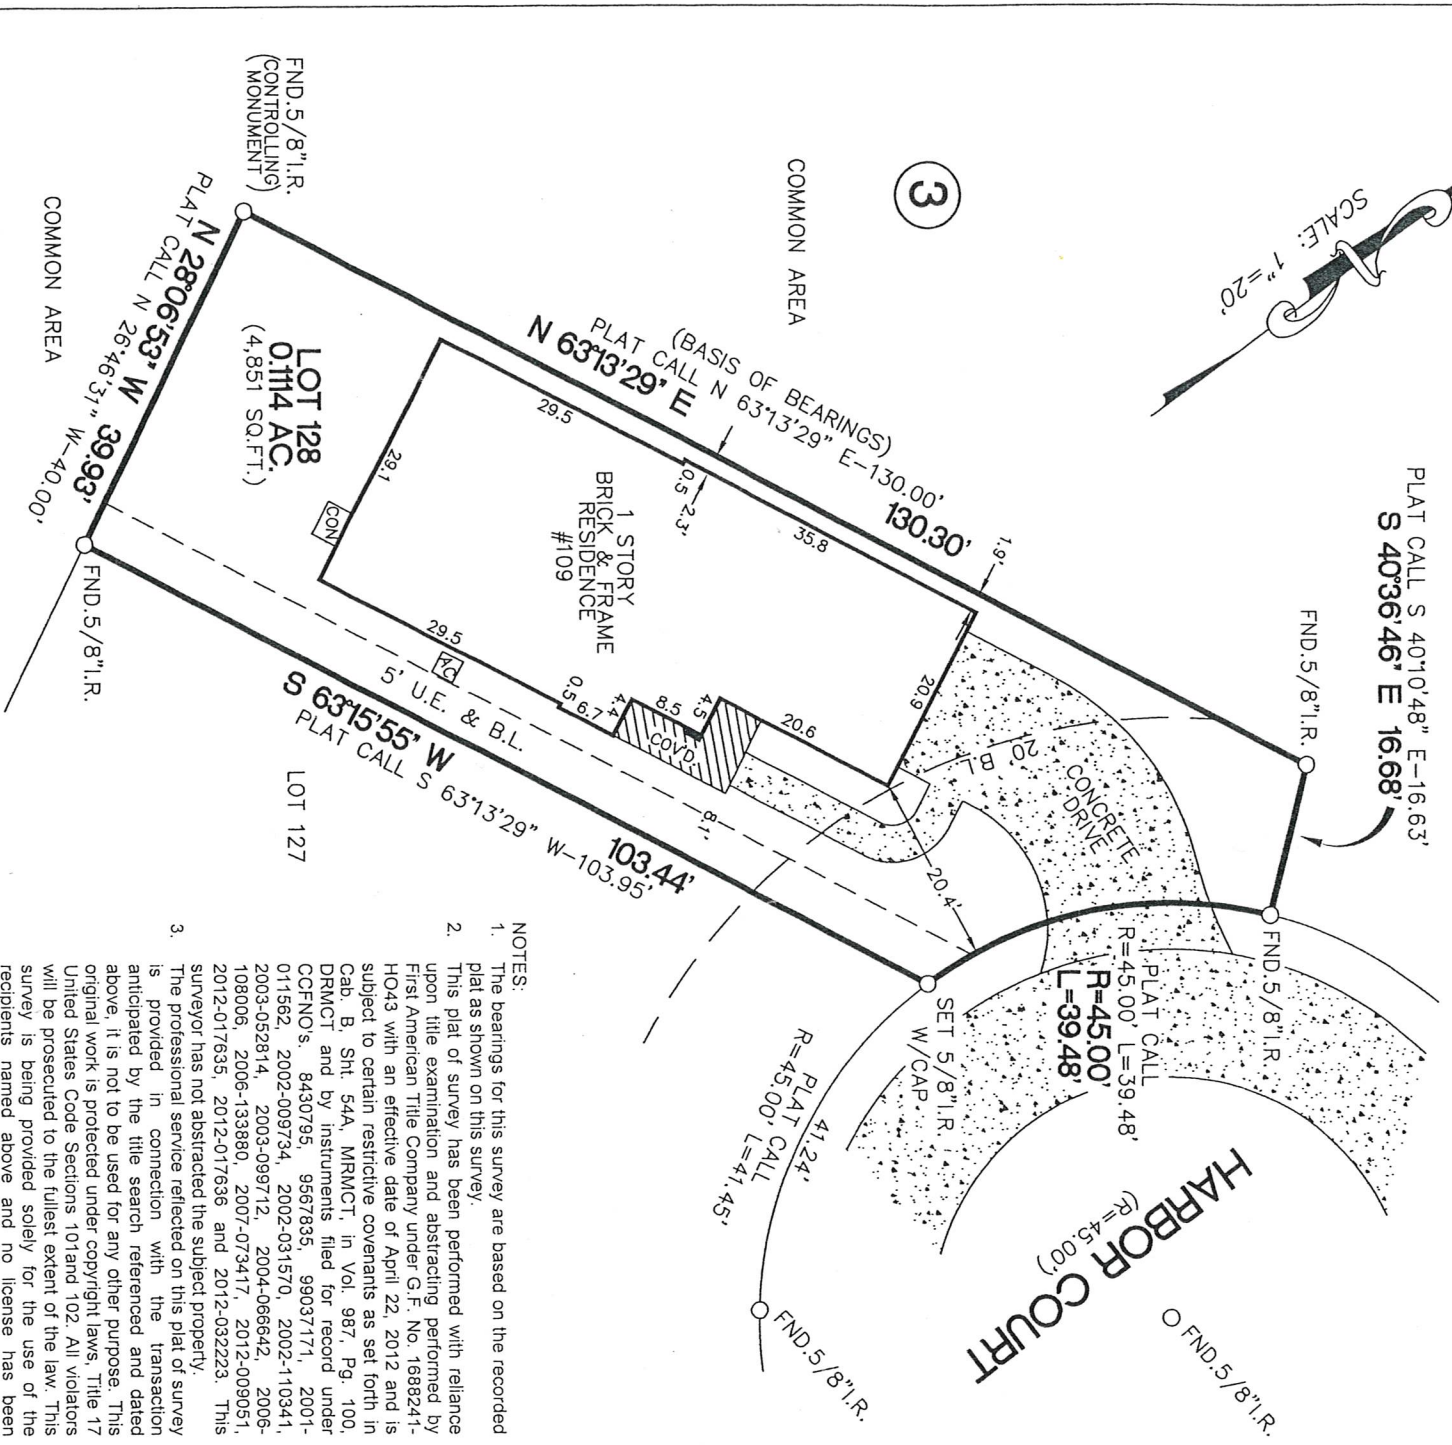 SCALE: 1"=20'
3
COMMON AREA
FND.5/8"I.R.
(CONTROLLING
MONUMENT)
(BASIS OF BEARINGS)
PLAT CALL N 63°13'29" E-130.00'
N 63°13'29" E 130.30'
PLAT CALL S 40°10'48" E-16.63'
S 40°36'46" E 16.68'
FND.5/8"I.R.
FND.5/8"I.R.
N 28°06'53" W 39.93'
PLAT CALL N 26°46'31" W-40.00'
COMMON AREA
LOT 128
0.1114 AC.
(4,851 SQ.FT.)
29.5
0.5
2.3'
35.8
1.9'
29.1
CON
1 STORY
BRICK & FRAME
RESIDENCE
#109
20.9
29.5
AC
0.5
6.7
4.4
8.5
4.5
COV'D.
20.6
20' BL
CONCRETE
DRIVE
8.1'
20.4'
5' U.E. & B.L.
FND.5/8"I.R.
S 63°15'55" W 103.44'
PLAT CALL S 63°13'29" W-103.95'
LOT 127
PLAT CALL
R=45.00' L=39.48'
R=45.00'
L=39.48'
SET 5/8"I.R.
W/CAP
41.24'
PLAT CALL
R=45.00' L=41.45'
HARBOR COURT
(R=45.00')
FND.5/8"I.R.
FND.5/8"I.R.
NOTES:
1. The bearings for this survey are based on the recorded
plat as shown on this survey.
2. This plat of survey has been performed with reliance
upon title examination and abstracting performed by
First American Title Company under G.F. No. 1688241-
HO43 with an effective date of April 22, 2012 and is
subject to certain restrictive covenants as set forth in
Cab. B, Sht. 54A, MRMCT, in Vol. 987, Pg. 100,
DRMCT and by instruments filed for record under
CCFNO's. 8430795, 9567835, 99037171, 2001-
011562, 2002-009734, 2002-031570, 2002-110341,
2003-052814, 2003-099712, 2004-066642, 2006-
108006, 2006-133880, 2007-073417, 2012-009051,
2012-017635, 2012-017636 and 2012-032223. This
surveyor has not abstracted the subject property.
3. The professional service reflected on this plat of survey
is provided in connection with the transaction
anticipated by the title search referenced and dated
above, it is not to be used for any other purpose. This
original work is protected under copyright laws, Title 17
United States Code Sections 101and 102. All violators
will be prosecuted to the fullest extent of the law. This
survey is being provided solely for the use of the
recipients named above and no license has been